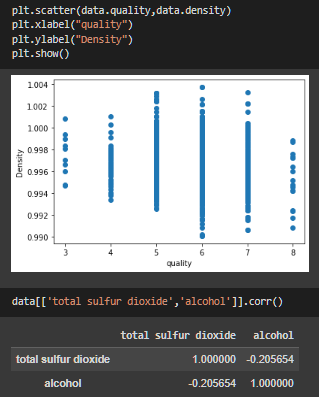 plt.scatter(data.quality,data.density)
plt.xlabel("quality")
plt.ylabel("Density")
plt.show()
1.004
1.002
1.000
0.998
0.996
0.994
0.992
0.990
Density
3 4 5 6 7 8
quality
data[['total sulfur dioxide','alcohol']].corr()
total sulfur dioxide alcohol
total sulfur dioxide 1.000000 -0.205654
alcohol -0.205654 1.000000